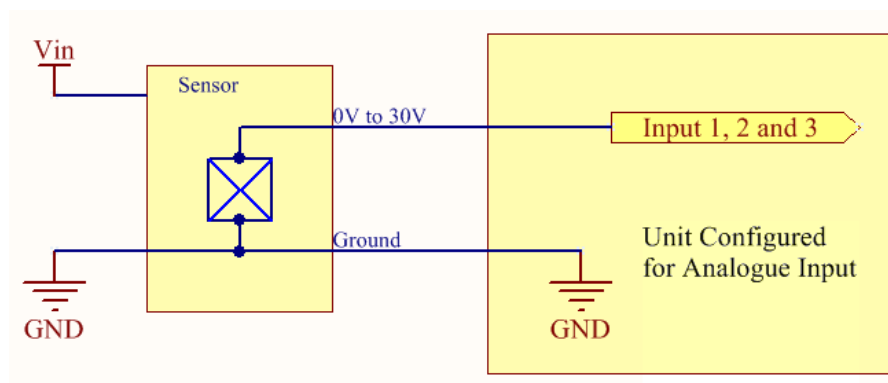 Vin
Sensor
0V to 30V
Input 1, 2 and 3
Ground
Unit Configured
for Analogue Input
GND
GND